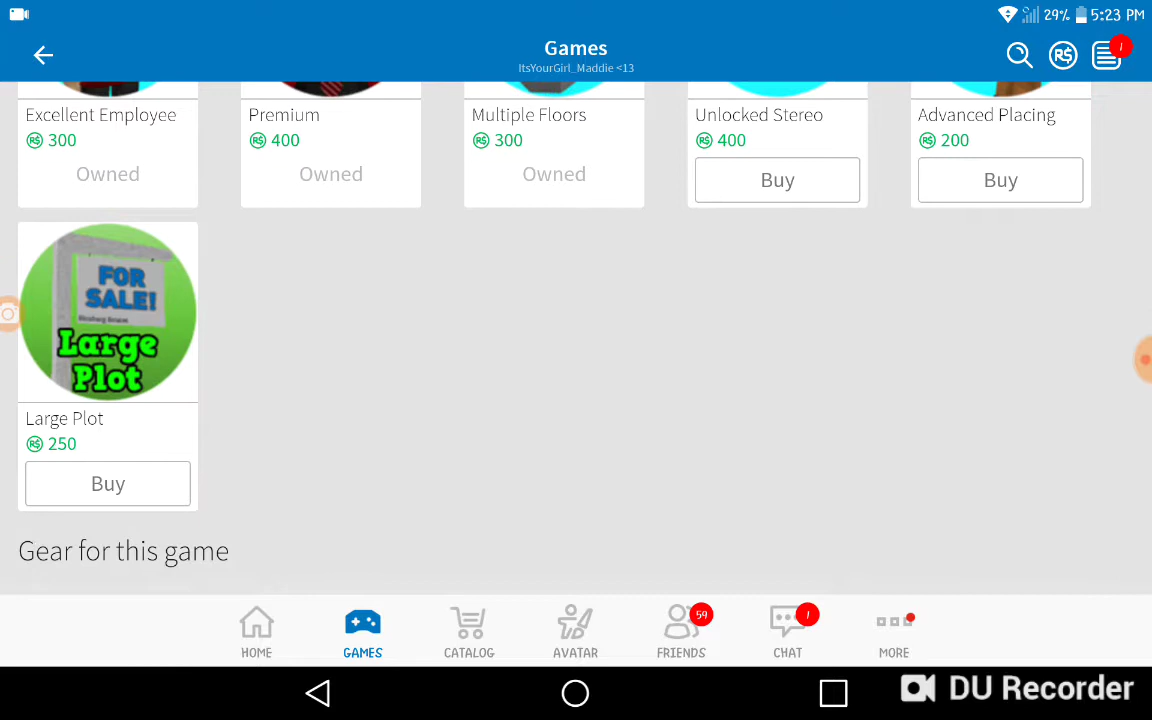 29% 5:23 PM
Games
ItsYourGirl_Maddie <13
R$
1
Excellent Employee
R$ 300
Owned
Premium
R$ 400
Owned
Multiple Floors
R$ 300
Owned
Unlocked Stereo
R$ 400
Buy
Advanced Placing
R$ 200
Buy
FOR
SALE!
Large
Plot
Large Plot
R$ 250
Buy
Gear for this game
HOME
GAMES
CATALOG
AVATAR
59
FRIENDS
1
CHAT
MORE
DU Recorder